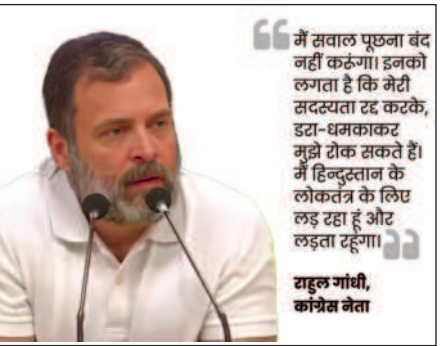 मैं सवाल पूछना बंद
नहीं करूंगा। इनको
लगता है कि मेरी
सदस्यता रद्द करके,
डरा-धमकाकर
मुझे रोक सकते हैं।
मैं हिन्दुस्तान के
लोकतंत्र के लिए
लड़ रहा हूं और
लड़ता रहूंगा।
राहुल गांधी,
कांग्रेस नेता